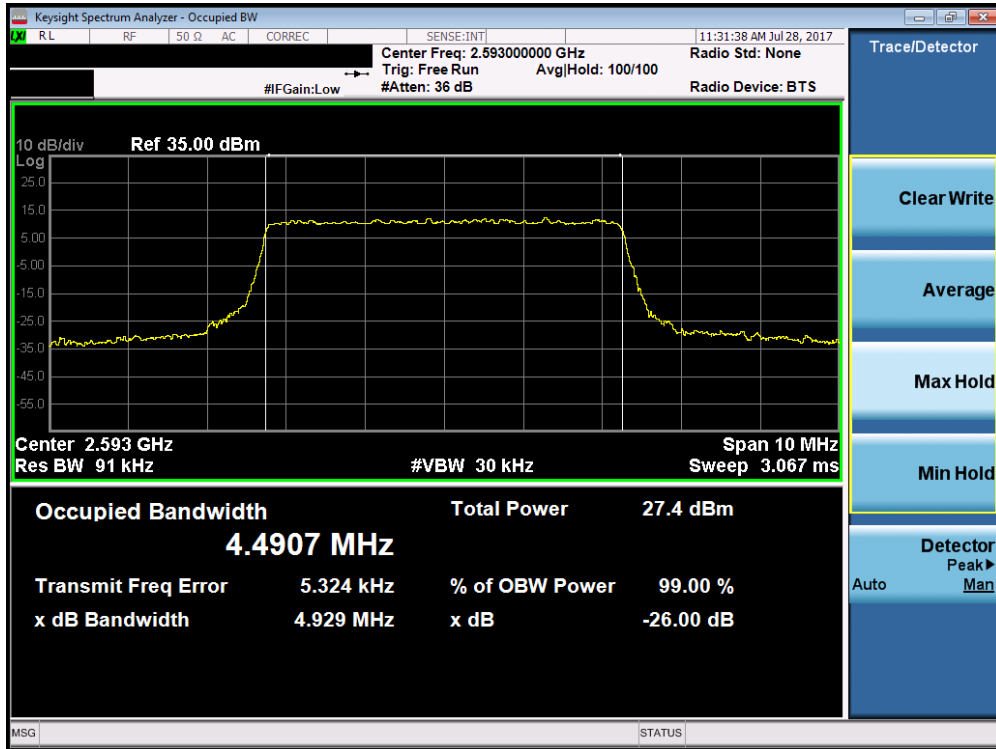 Keysight Spectrum Analyzer - Occupied BW
LXI RL RF 50 Ω AC CORREC SENSE:INT 11:31:38 AM Jul 28, 2017
Center Freq: 2.593000000 GHz Radio Std: None
Trig: Free Run Avg|Hold: 100/100
#IFGain:Low #Atten: 36 dB Radio Device: BTS
10 dB/div Ref 35.00 dBm
Log
25.0
15.0
5.00
-5.00
-15.0
-25.0
-35.0
-45.0
-55.0
Center 2.593 GHz Span 10 MHz
Res BW 91 kHz #VBW 30 kHz Sweep 3.067 ms
Occupied Bandwidth Total Power 27.4 dBm
4.4907 MHz
Transmit Freq Error 5.324 kHz % of OBW Power 99.00 %
x dB Bandwidth 4.929 MHz x dB -26.00 dB
MSG STATUS
Trace/Detector
Clear Write
Average
Max Hold
Min Hold
Detector
Peak▶
Auto Man